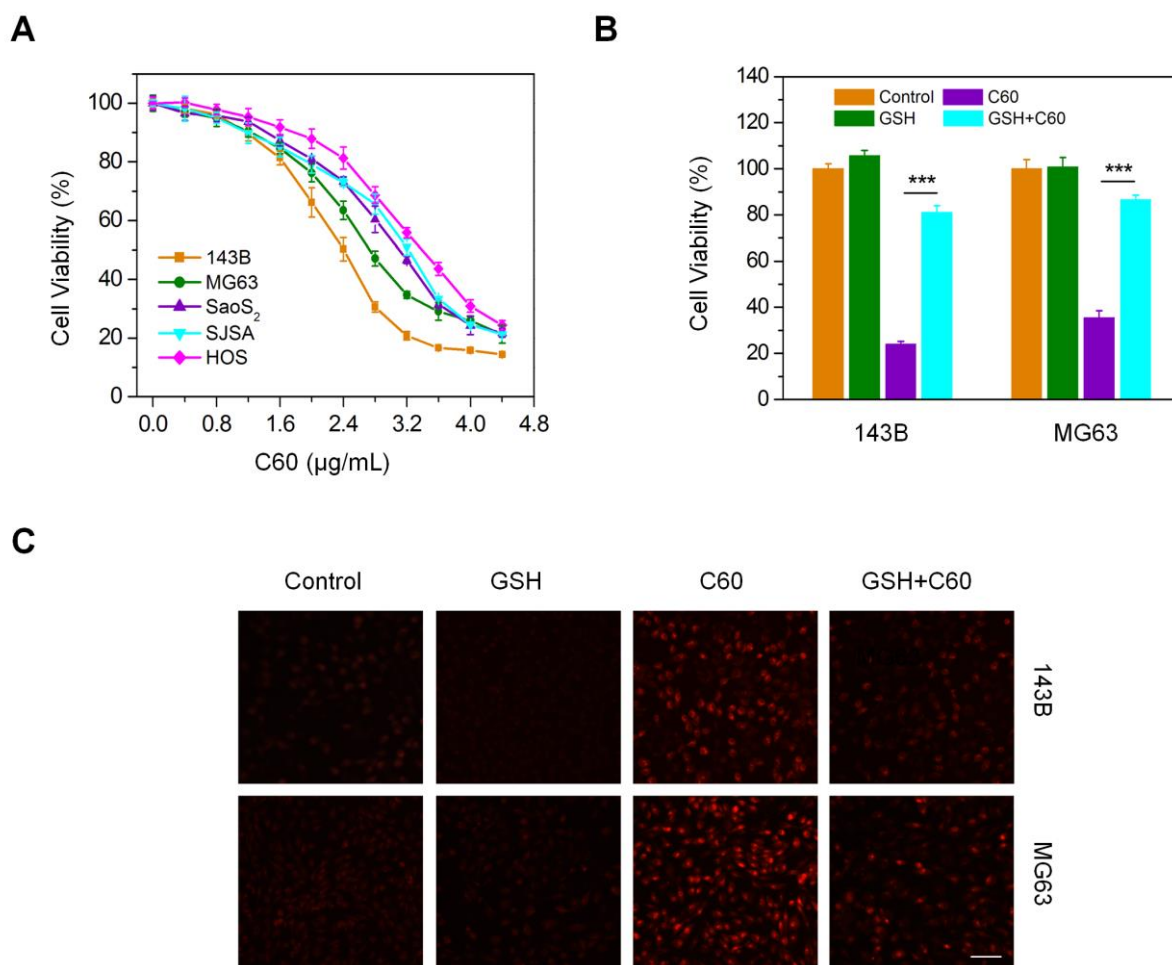 A
Cell Viability (%)
100
80
60
40
20
0
143B
MG63
SaoS₂
SJSA
HOS
0.0 0.8 1.6 2.4 3.2 4.0 4.8
C60 (µg/mL)
B
Cell Viability (%)
140
120
100
80
60
40
20
0
Control C60
GSH GSH+C60
*** ***
143B MG63
C
Control GSH C60 GSH+C60
143B
MG63